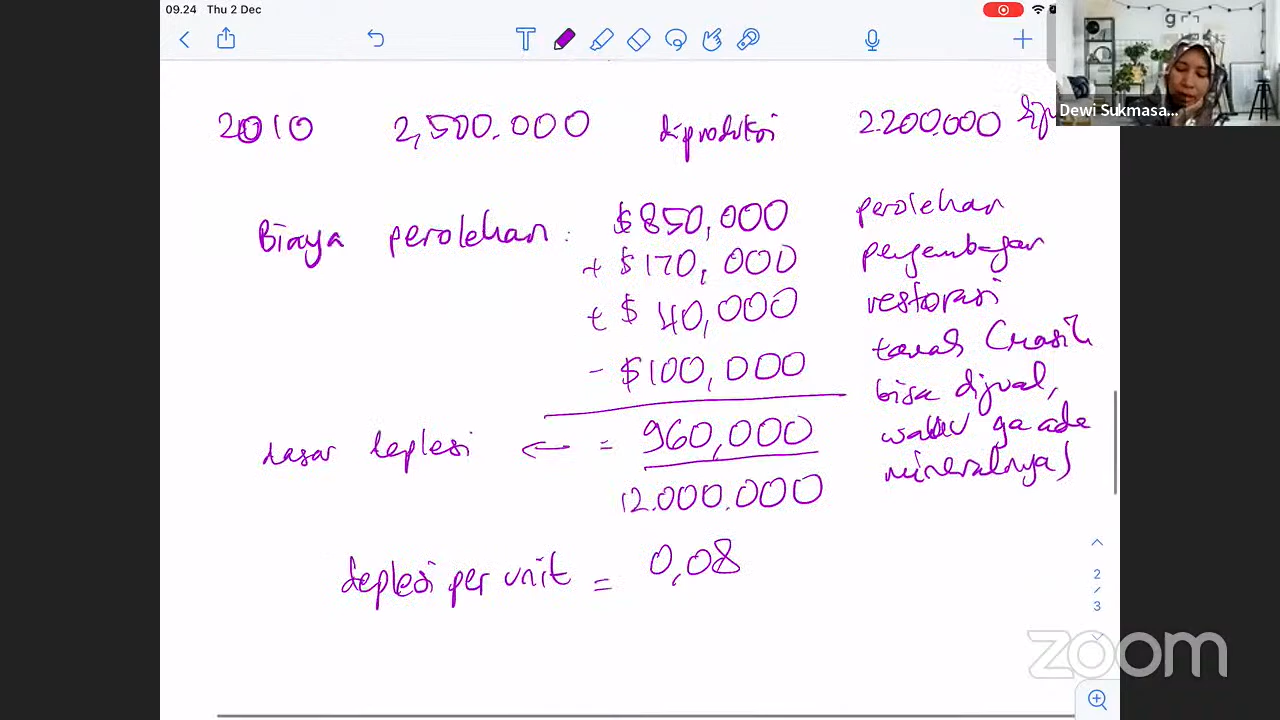 09.24 Thu 2 Dec
Dewi Sukmasa...
2010 2,500.000 diproduksi 2.200.000
Biaya perolehan : $850,000 perolehan
+ $170,000 pengembangan
+ $ 40,000 restorasi
- $100,000 tanah (masih
bisa dijual,
dasar deplesi ← = 960,000 walau ga ada
12.000.000 mineralnya)
deplesi per unit = 0,08
2
/
3
zoom